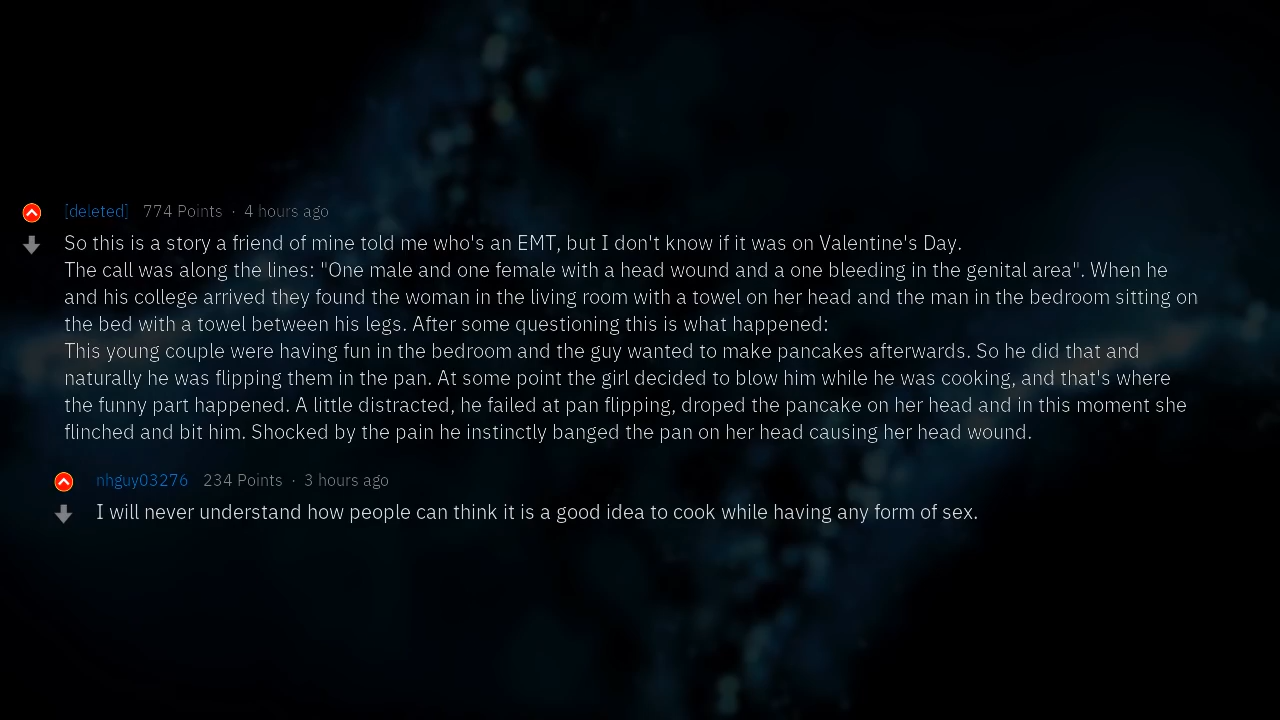 [deleted] 774 Points · 4 hours ago
So this is a story a friend of mine told me who's an EMT, but I don't know if it was on Valentine's Day.
The call was along the lines: "One male and one female with a head wound and a one bleeding in the genital area". When he
and his college arrived they found the woman in the living room with a towel on her head and the man in the bedroom sitting on
the bed with a towel between his legs. After some questioning this is what happened:
This young couple were having fun in the bedroom and the guy wanted to make pancakes afterwards. So he did that and
naturally he was flipping them in the pan. At some point the girl decided to blow him while he was cooking, and that's where
the funny part happened. A little distracted, he failed at pan flipping, droped the pancake on her head and in this moment she
flinched and bit him. Shocked by the pain he instinctly banged the pan on her head causing her head wound.
nhguy03276 234 Points · 3 hours ago
I will never understand how people can think it is a good idea to cook while having any form of sex.